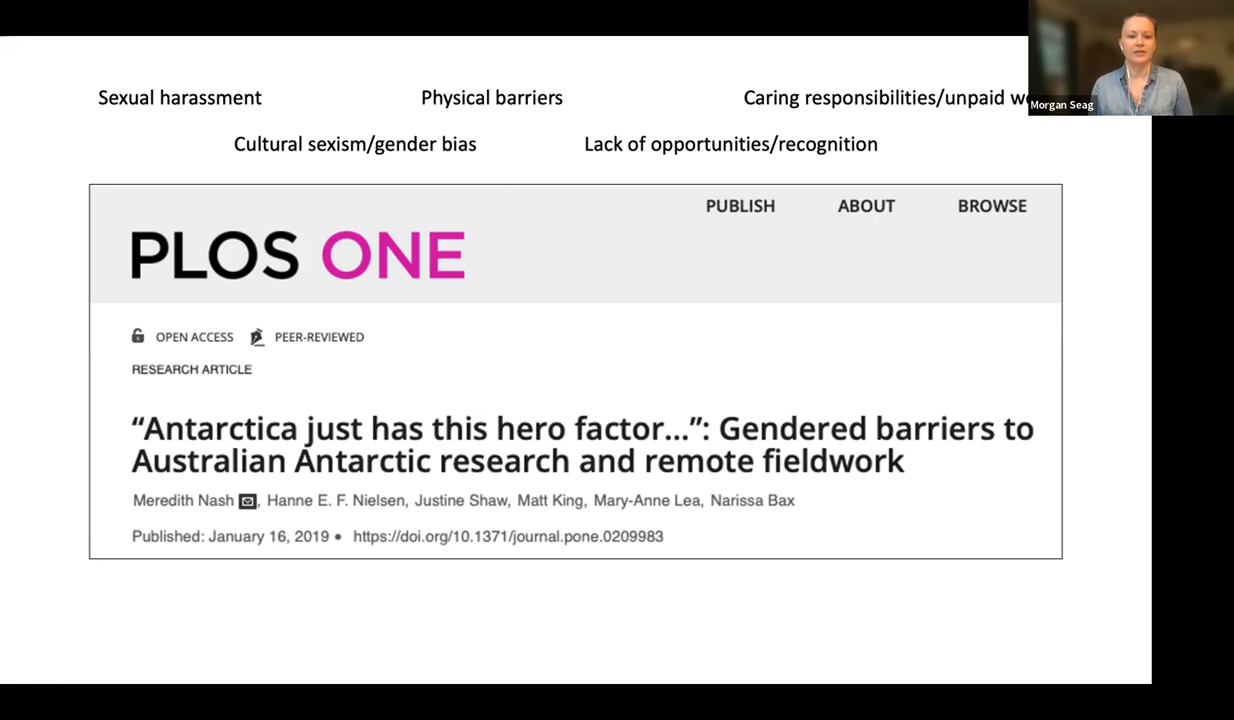 Sexual harassment Physical barriers Caring responsibilities/unpaid
Morgan Seag
Cultural sexism/gender bias Lack of opportunities/recognition
PUBLISH ABOUT BROWSE
PLOS ONE
OPEN ACCESS PEER-REVIEWED
RESEARCH ARTICLE
“Antarctica just has this hero factor…”: Gendered barriers to
Australian Antarctic research and remote fieldwork
Meredith Nash, Hanne E. F. Nielsen, Justine Shaw, Matt King, Mary-Anne Lea, Narissa Bax
Published: January 16, 2019 • https://doi.org/10.1371/journal.pone.0209983